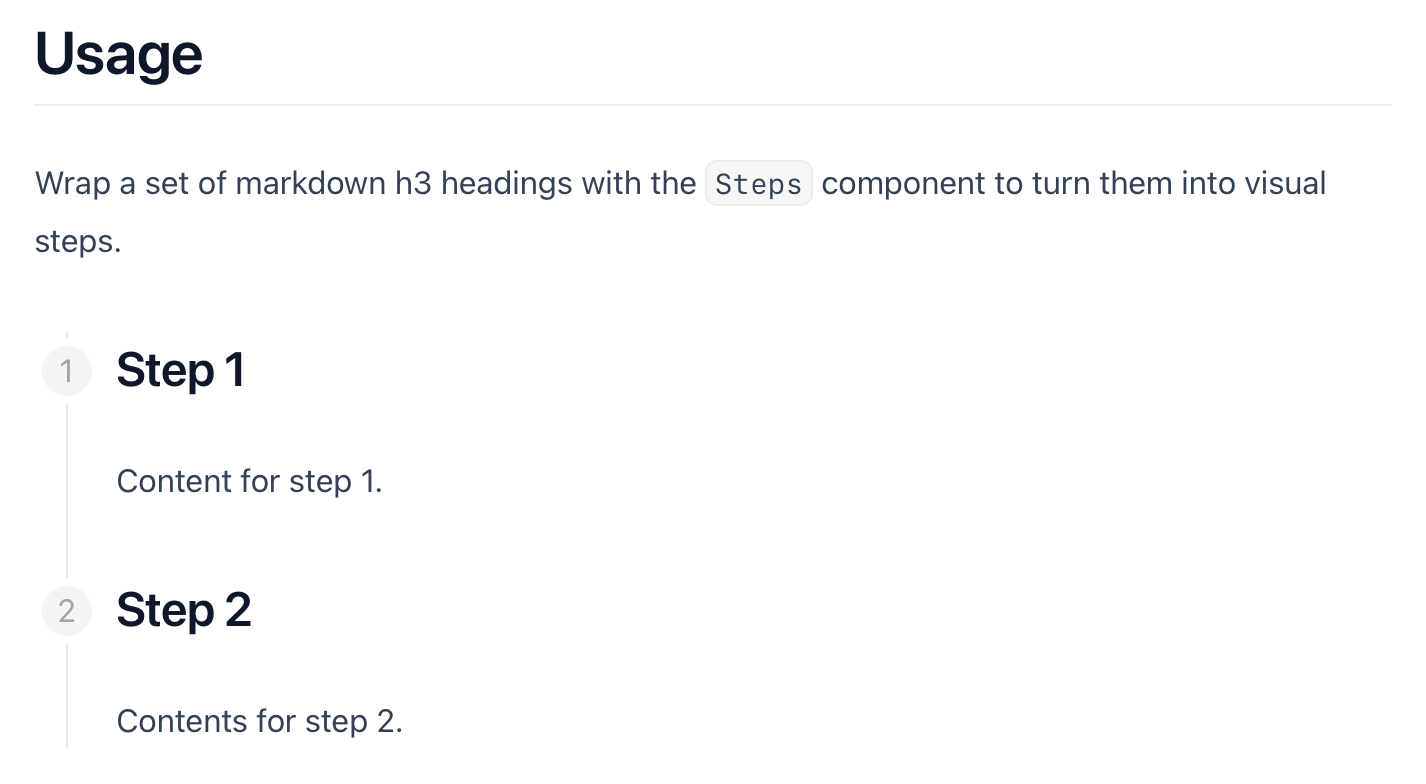 Usage
Wrap a set of markdown h3 headings with the Steps component to turn them into visual
steps.
1 Step 1
Content for step 1.
2 Step 2
Contents for step 2.